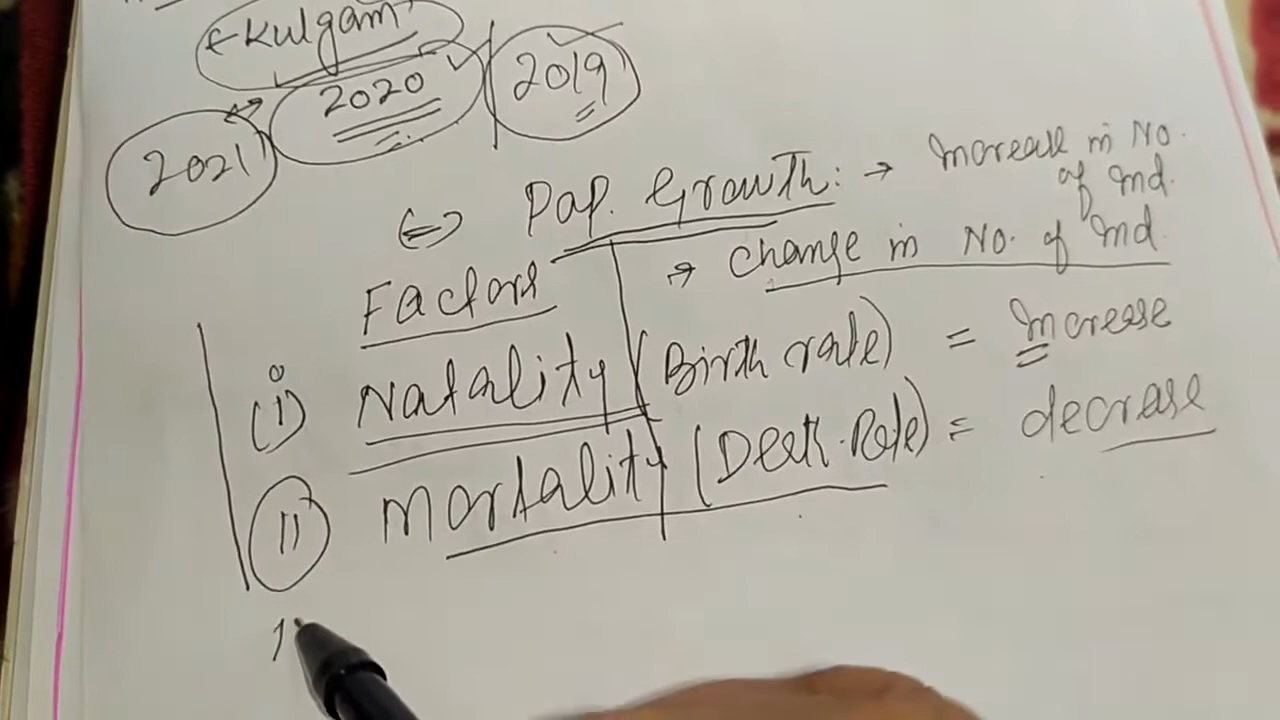 Kulgam
2021 2020 2019
Pop. Growth: → Increase in No. of Ind.
→ Change in No. of Ind.
Factors
(i) Natality (Birth rate) = Increase
(ii) Mortality (Death Rate) = decrase